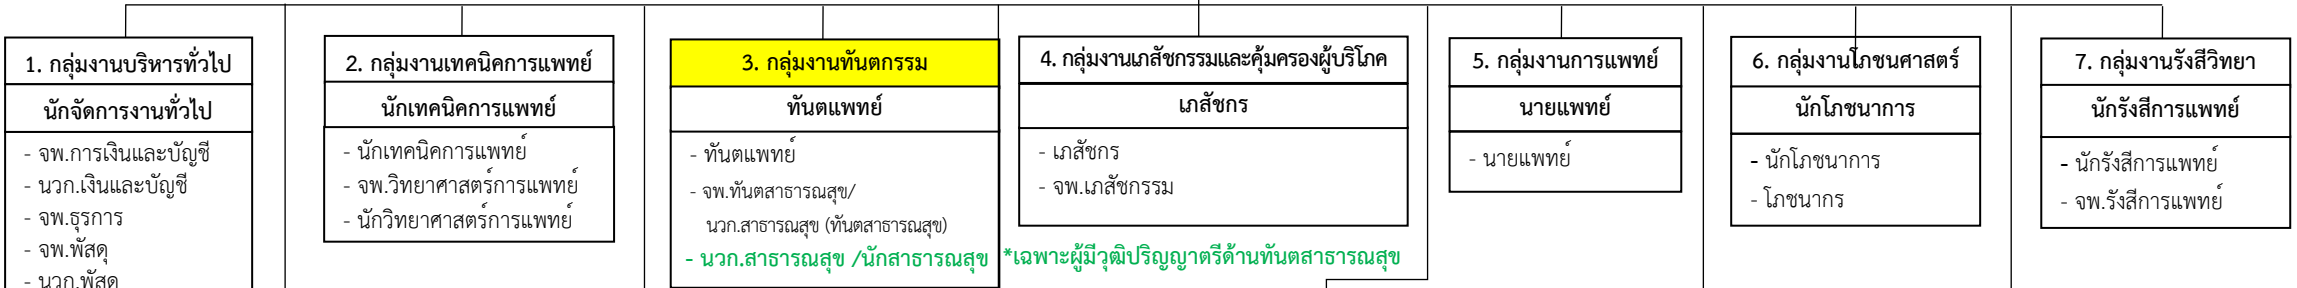 1. กลุ่มงานบริหารทั่วไป
นักจัดการงานทั่วไป
- จพ.การเงินและบัญชี
- นวก.เงินและบัญชี
- จพ.ธุรการ
- จพ.พัสดุ
- นวก.พัสดุ
2. กลุ่มงานเทคนิคการแพทย์
นักเทคนิคการแพทย์
- นักเทคนิคการแพทย์
- จพ.วิทยาศาสตร์การแพทย์
- นักวิทยาศาสตร์การแพทย์
3. กลุ่มงานทันตกรรม
ทันตแพทย์
- ทันตแพทย์
- จพ.ทันตสาธารณสุข/
นวก.สาธารณสุข (ทันตสาธารณสุข)
- นวก.สาธารณสุข /นักสาธารณสุข *เฉพาะผู้มีวุฒิปริญญาตรีด้านทันตสาธารณสุข
4. กลุ่มงานเภสัชกรรมและคุ้มครองผู้บริโภค
เภสัชกร
- เภสัชกร
- จพ.เภสัชกรรม
5. กลุ่มงานการแพทย์
นายแพทย์
- นายแพทย์
6. กลุ่มงานโภชนศาสตร์
นักโภชนาการ
- นักโภชนาการ
- โภชนากร
7. กลุ่มงานรังสีวิทยา
นักรังสีการแพทย์
- นักรังสีการแพทย์
- จพ.รังสีการแพทย์